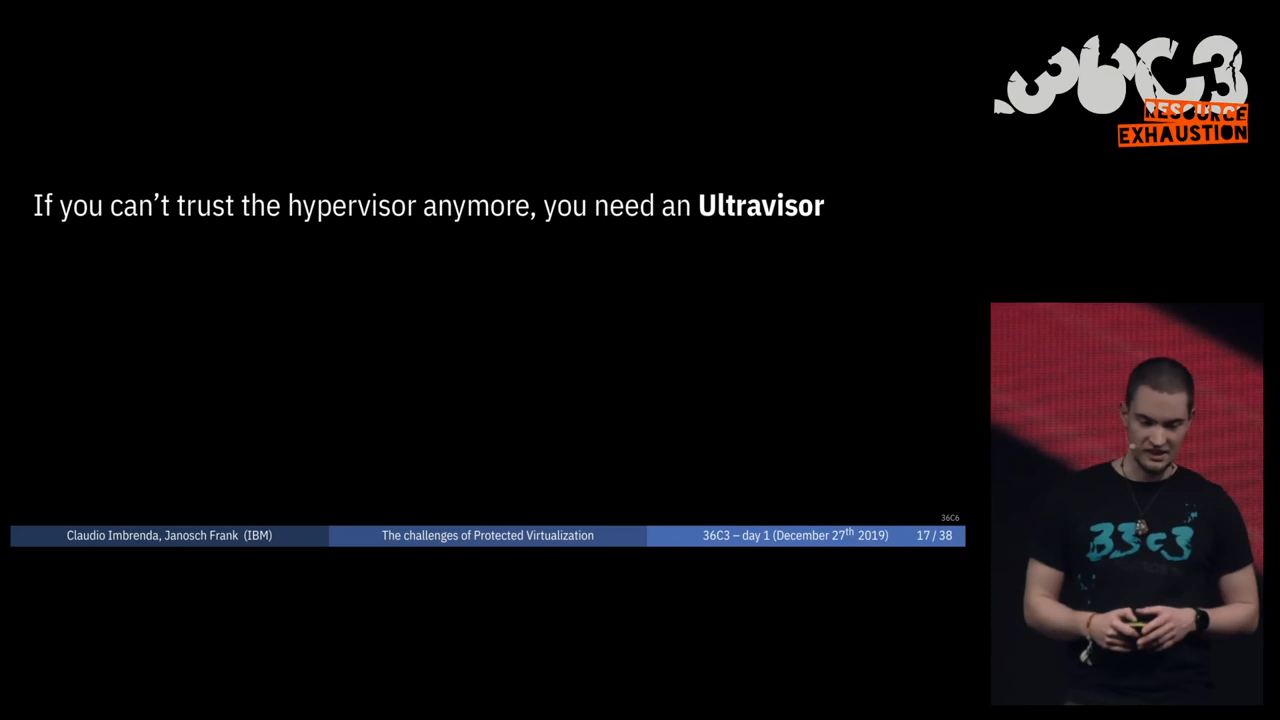 36C3
RESOURCE
EXHAUSTION
If you can’t trust the hypervisor anymore, you need an Ultravisor
33c3
36C6
Claudio Imbrenda, Janosch Frank (IBM) The challenges of Protected Virtualization 36C3 – day 1 (December 27th 2019) 17 / 38